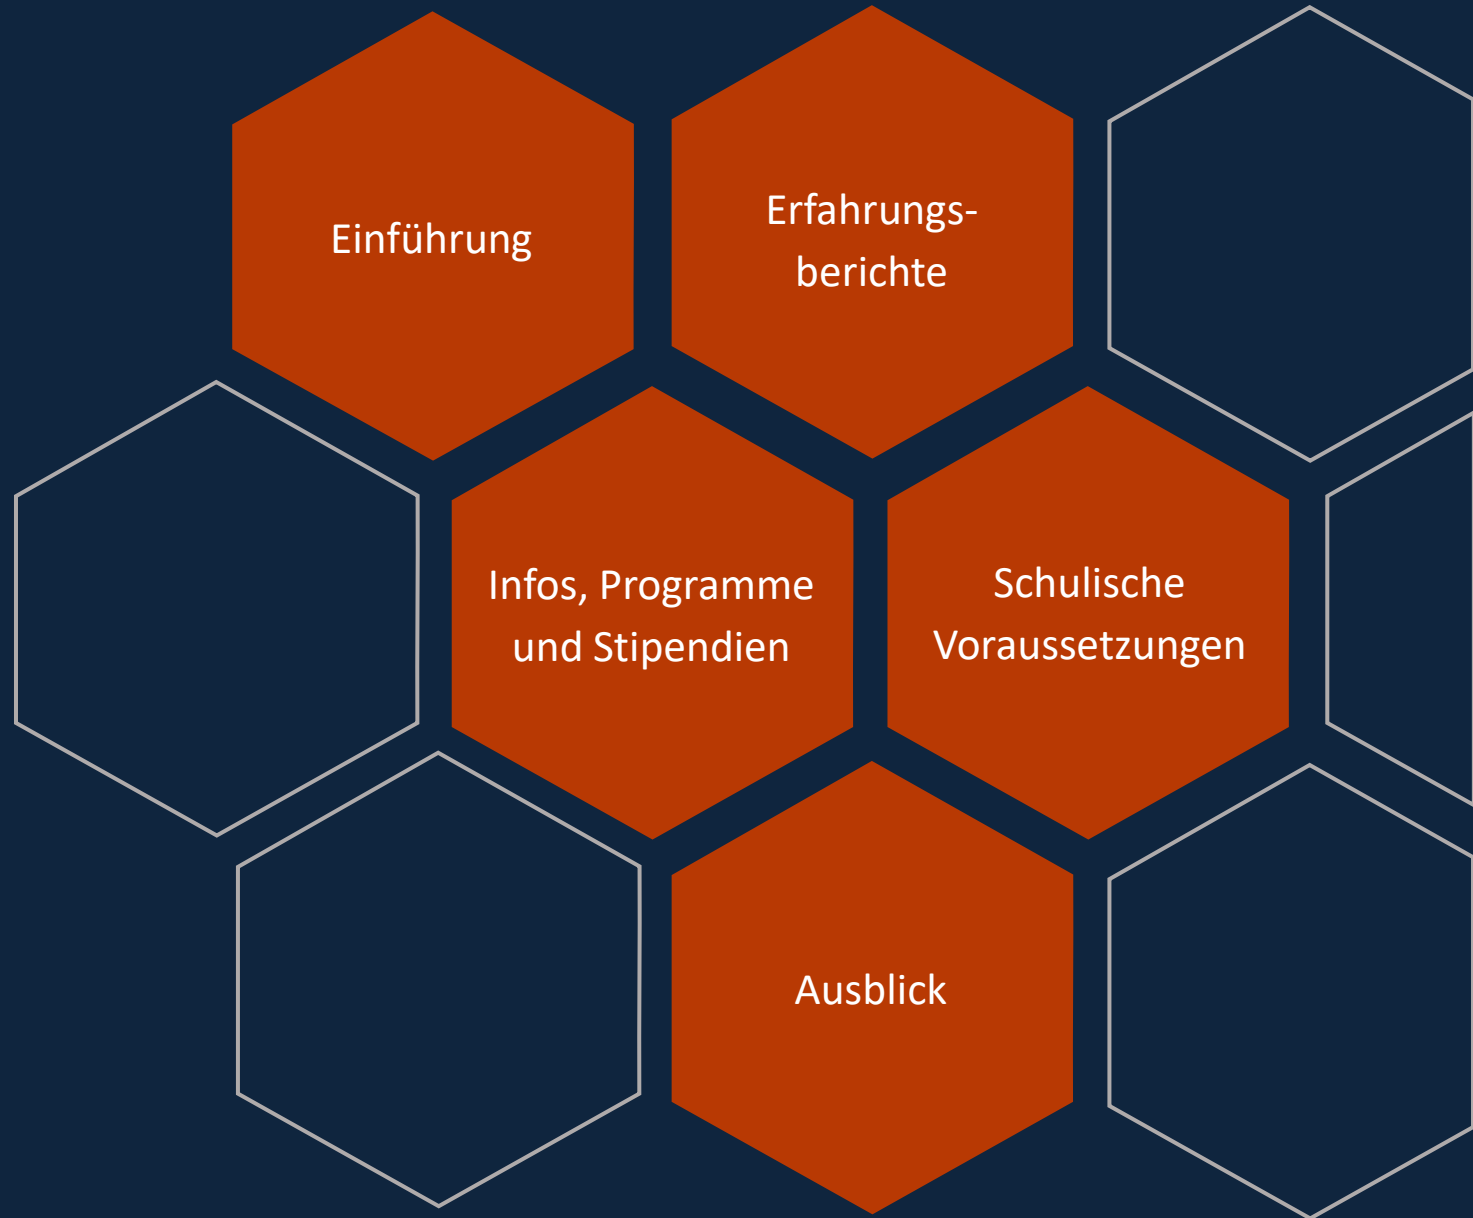 Einführung
Erfahrungs-
berichte
Infos, Programme
und Stipendien
Schulische
Voraussetzungen
Ausblick